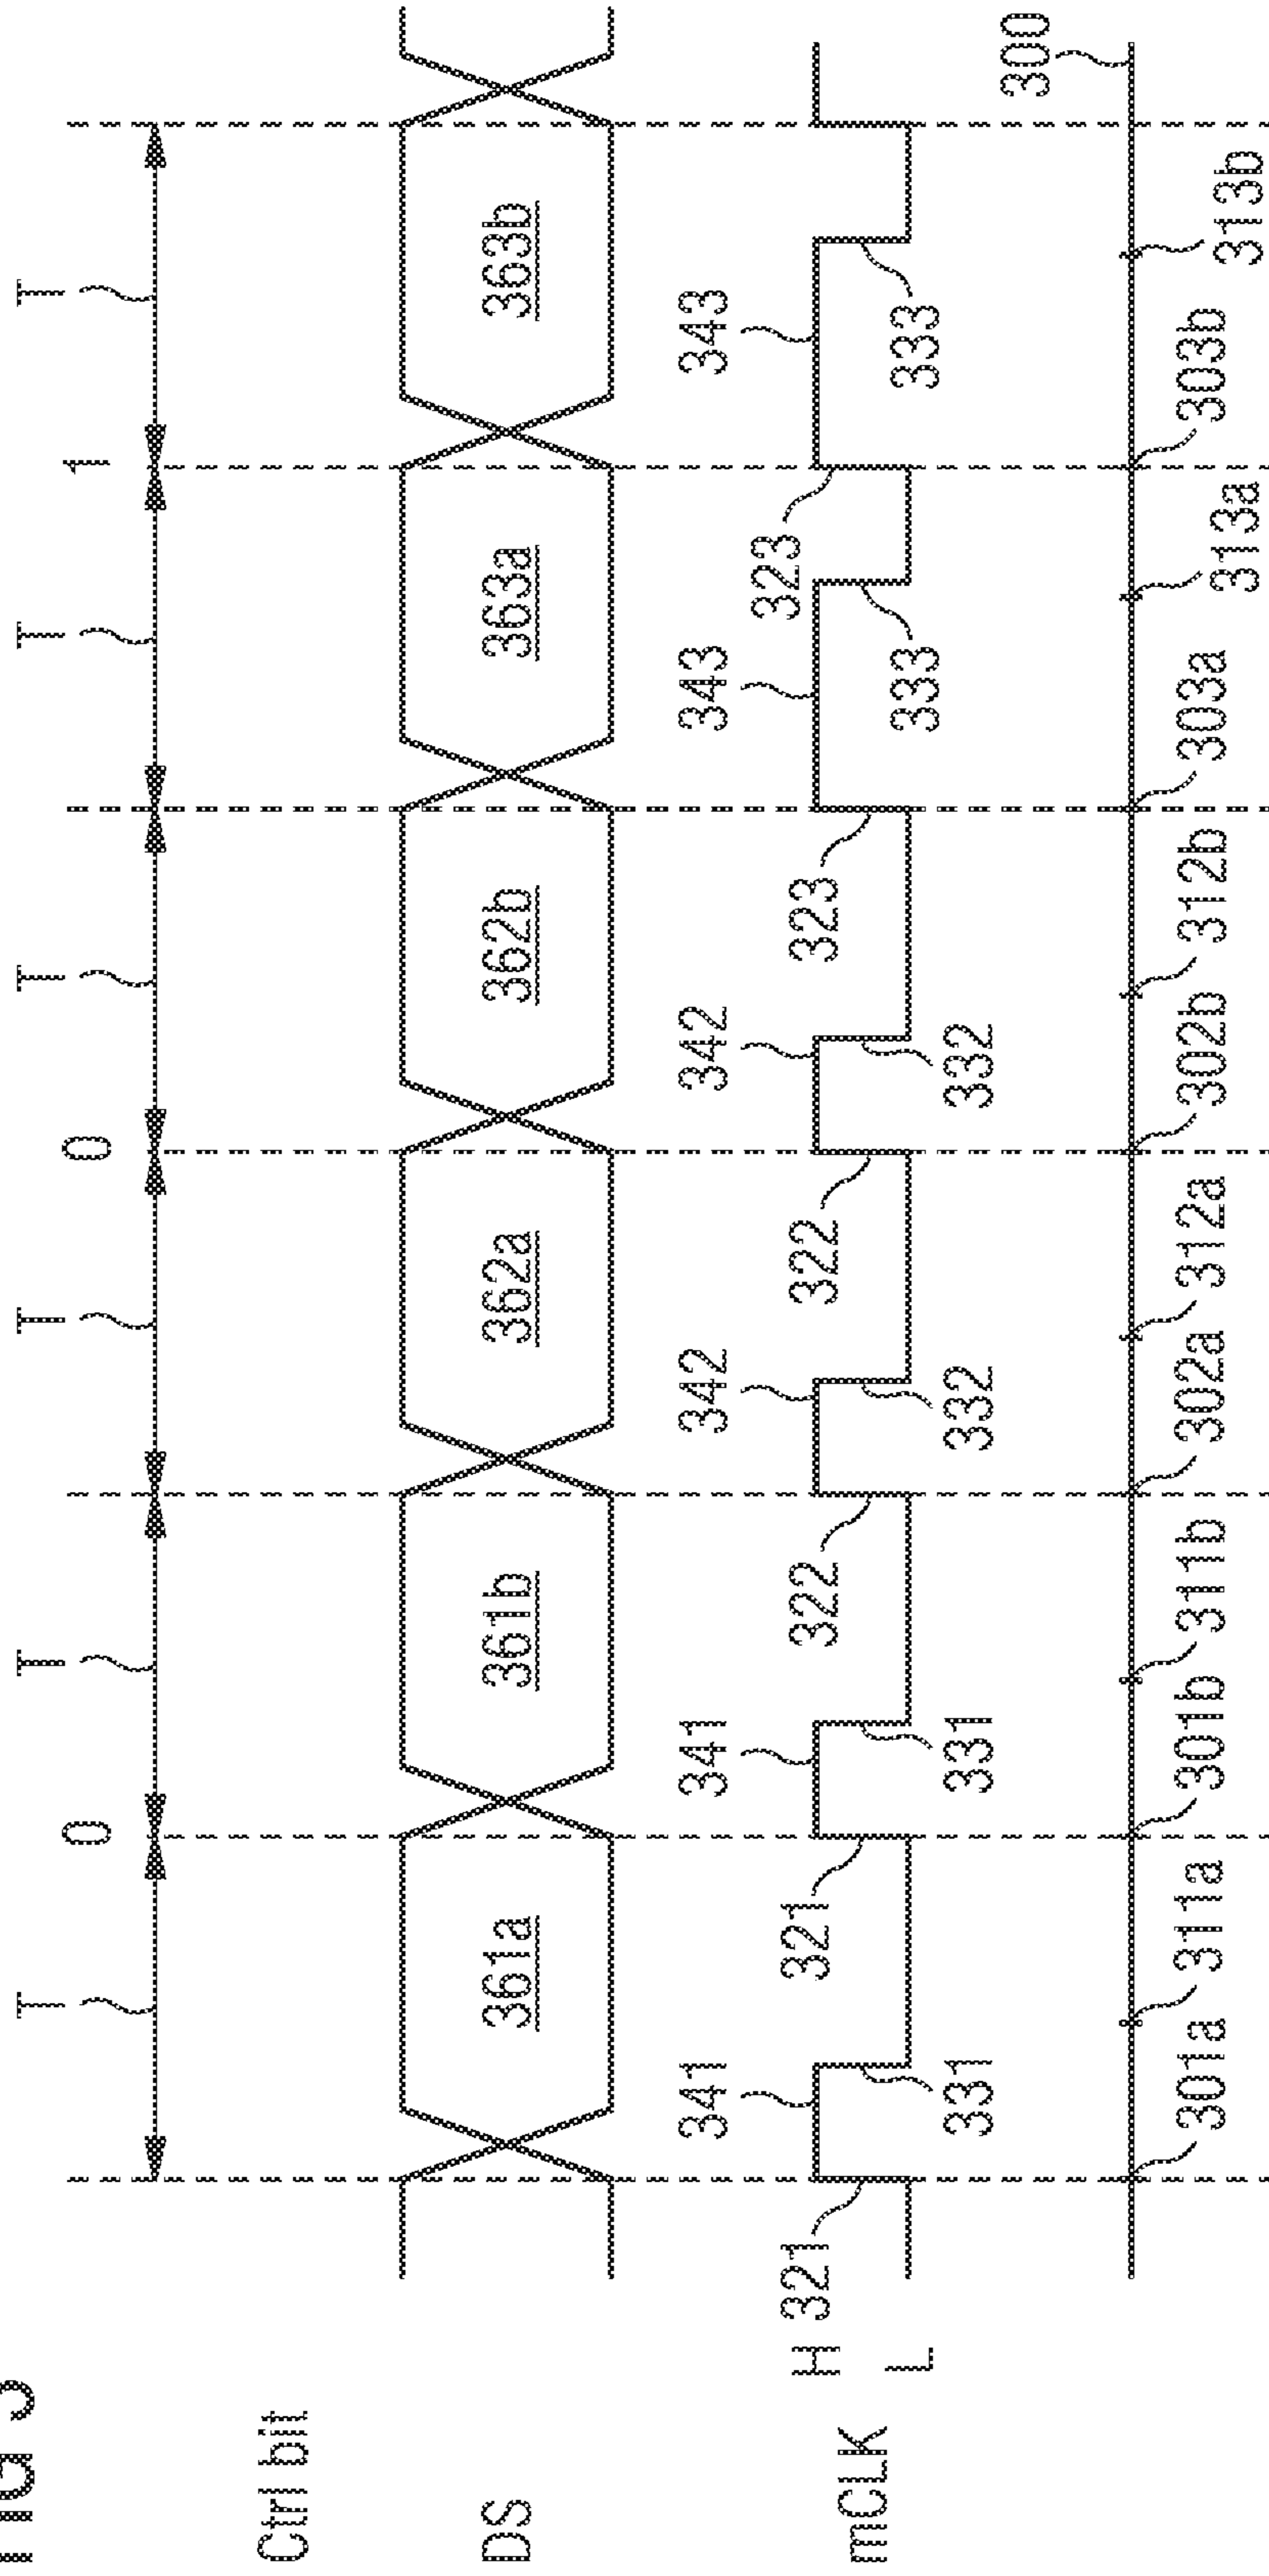 FIG 3
T T T T T T
0 0 1
Ctrl bit
DS 361a 361b 362a 362b 363a 363b
341 341 342 342 343 343
H 321 321 322 322 323 323
mCLK
L 331 331 332 332 333 333
300
301a 311a 301b 311b 302a 312a 302b 312b 303a 313a 303b 313b